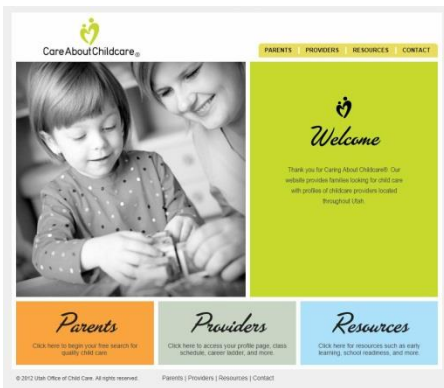 CareAboutChildcare®
PARENTS | PROVIDERS | RESOURCES | CONTACT
Welcome
Thank you for Caring About Childcare®. Our
website provides families looking for child care
with profiles of childcare providers located
throughout Utah.
Parents
Click here to begin your free search for
quality child care
Providers
Click here to access your profile page, class
schedule, career ladder, and more.
Resources
Click here for resources such as early
learning, school readiness, and more.
© 2012 Utah Office of Child Care. All rights reserved.
Parents | Providers | Resources | Contact